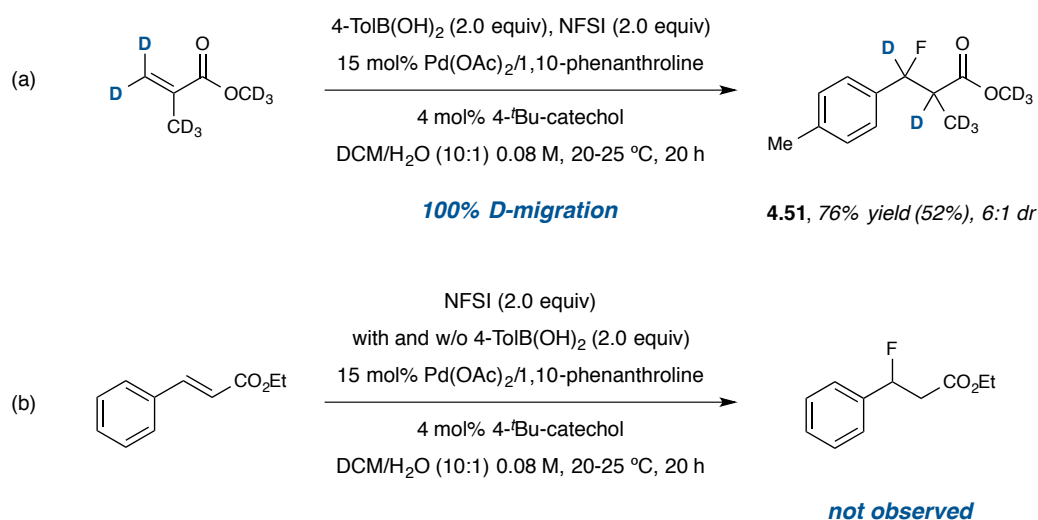 4-TolB(OH)2 (2.0 equiv), NFSI (2.0 equiv)
15 mol% Pd(OAc)2/1,10-phenanthroline
4 mol% 4-tBu-catechol
DCM/H2O (10:1) 0.08 M, 20-25 ºC, 20 h
100% D-migration
(a)
D
D
O
OCD3
CD3
D
F
O
OCD3
D
CD3
Me
4.51, 76% yield (52%), 6:1 dr
NFSI (2.0 equiv)
with and w/o 4-TolB(OH)2 (2.0 equiv)
15 mol% Pd(OAc)2/1,10-phenanthroline
4 mol% 4-tBu-catechol
DCM/H2O (10:1) 0.08 M, 20-25 ºC, 20 h
(b)
CO2Et
F
CO2Et
not observed